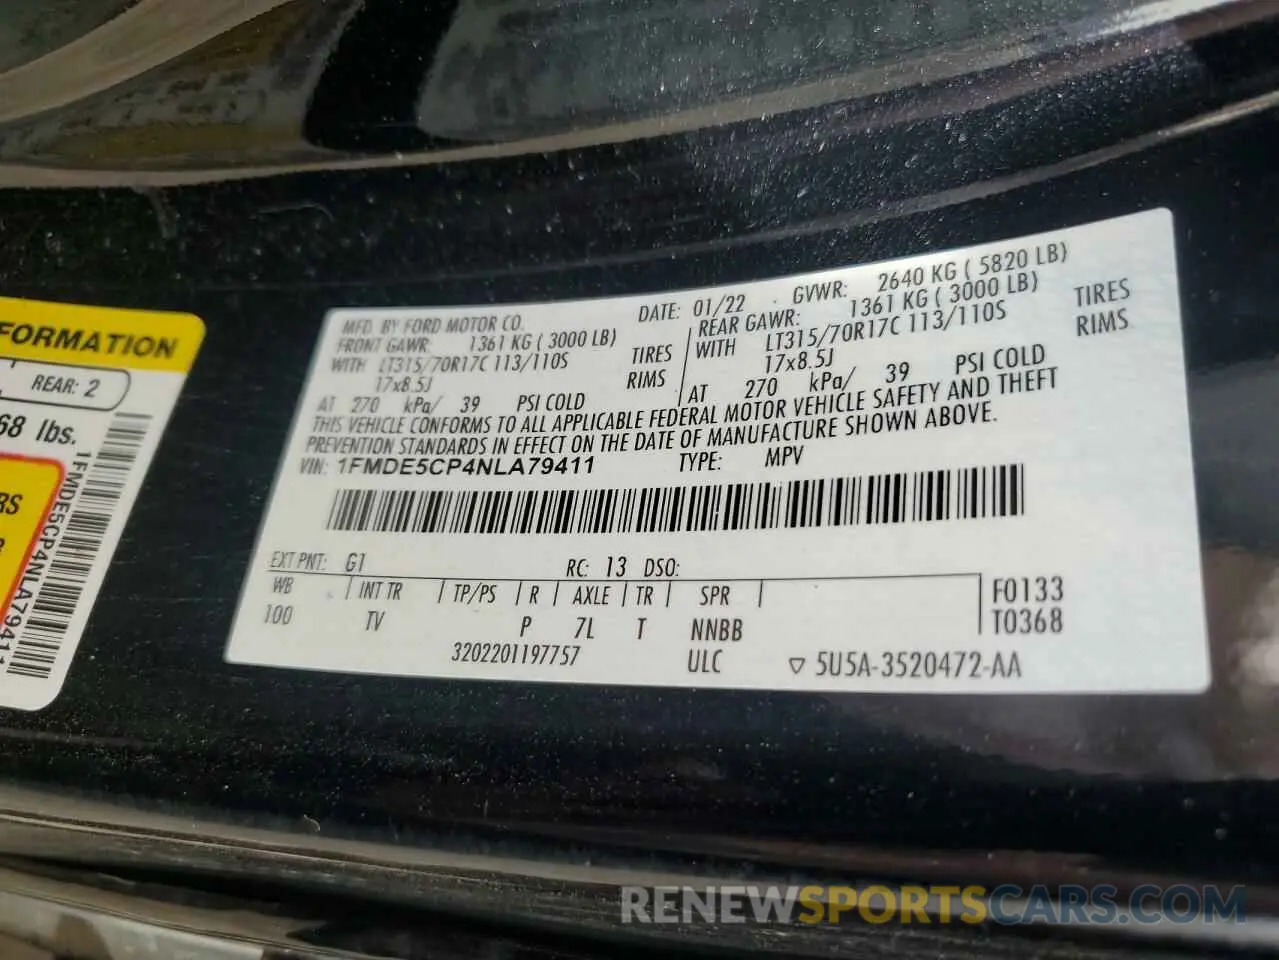 FORMATION
REAR: 2
68 lbs.
1FMDE5CP4NLA79411
MFD. BY FORD MOTOR CO.
DATE: 01/22
GVWR: 2640 KG ( 5820 LB)
FRONT GAWR: 1361 KG ( 3000 LB)
REAR GAWR: 1361 KG ( 3000 LB)
WITH LT315/70R17C 113/110S TIRES
WITH LT315/70R17C 113/110S TIRES
17x8.5J RIMS
17x8.5J RIMS
AT 270 kPa/ 39 PSI COLD
AT 270 kPa/ 39 PSI COLD
THIS VEHICLE CONFORMS TO ALL APPLICABLE FEDERAL MOTOR VEHICLE SAFETY AND THEFT
PREVENTION STANDARDS IN EFFECT ON THE DATE OF MANUFACTURE SHOWN ABOVE.
VIN: 1FMDE5CP4NLA79411 TYPE: MPV
EXT PNT: G1 RC: 13 DSO:
WB | INT TR | TP/PS | R | AXLE | TR | SPR | F0133
100 TV P 7L T NNBB T0368
3202201197757 ULC ▽ 5U5A-3520472-AA
RENEWSPORTSCARS.COM